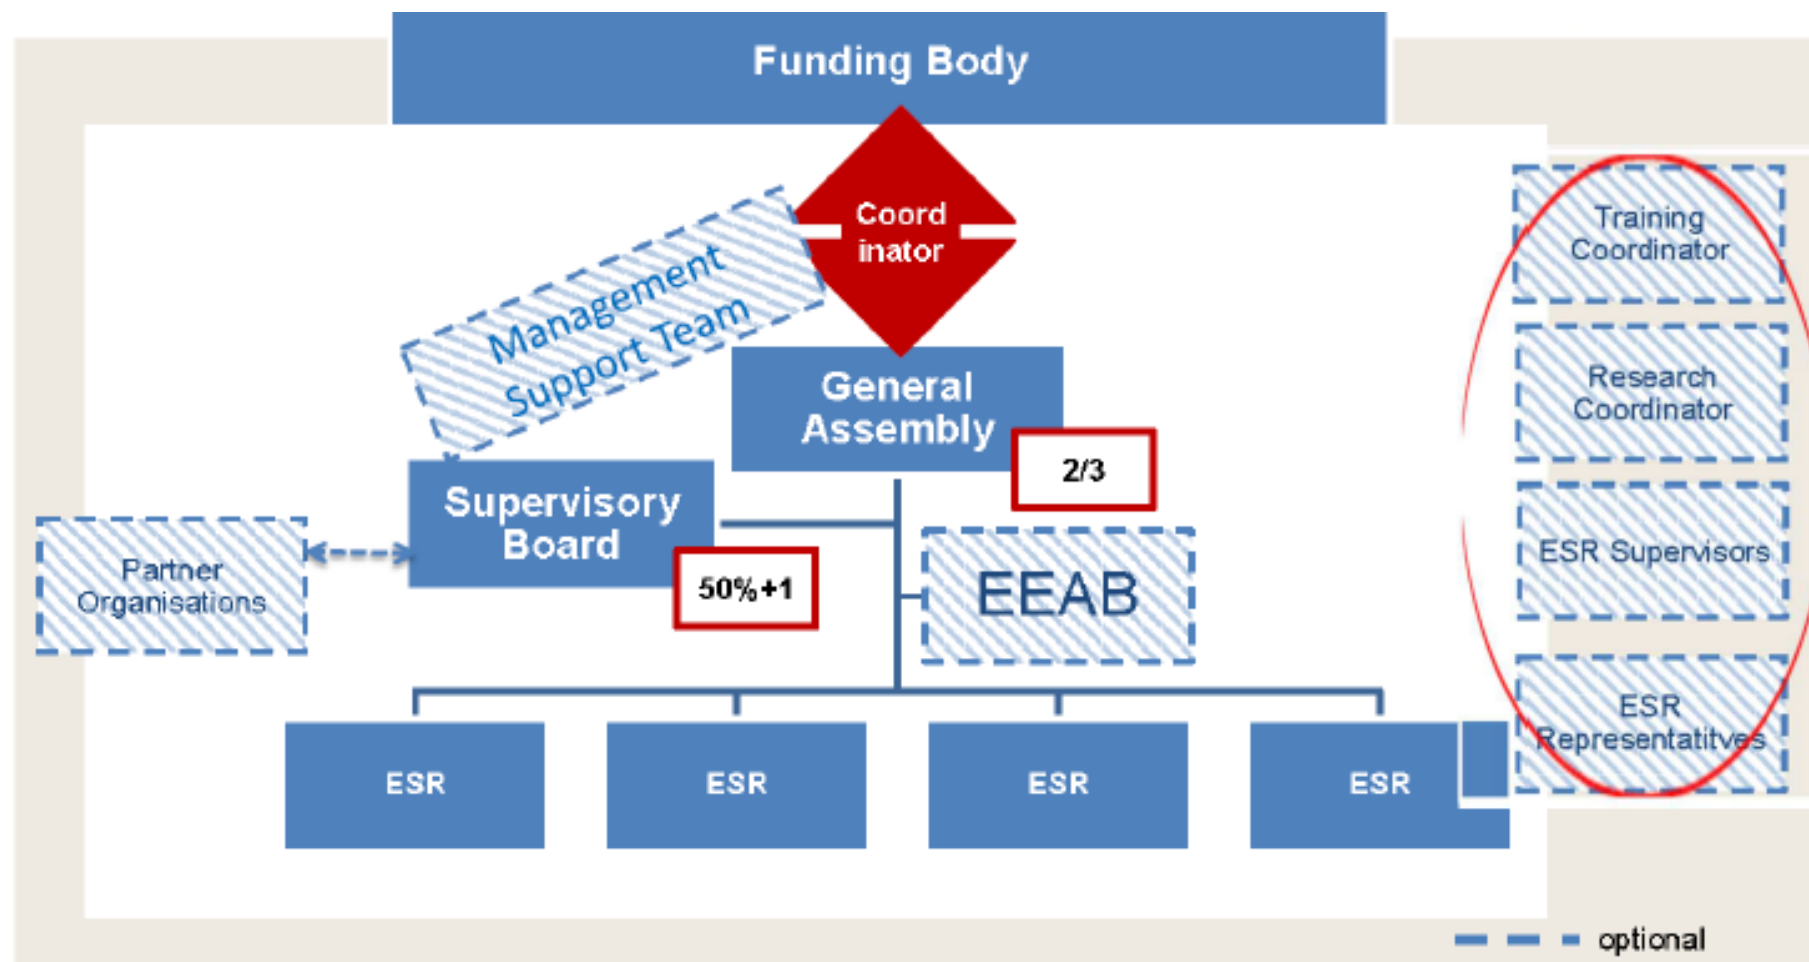 Funding Body
Coord
inator
Management
Support Team
General
Assembly
2/3
Supervisory
Board
50%+1
Partner
Organisations
EEAB
ESR
ESR
ESR
ESR
Training
Coordinator
Research
Coordinator
ESR Supervisors
ESR
Representatitves
optional